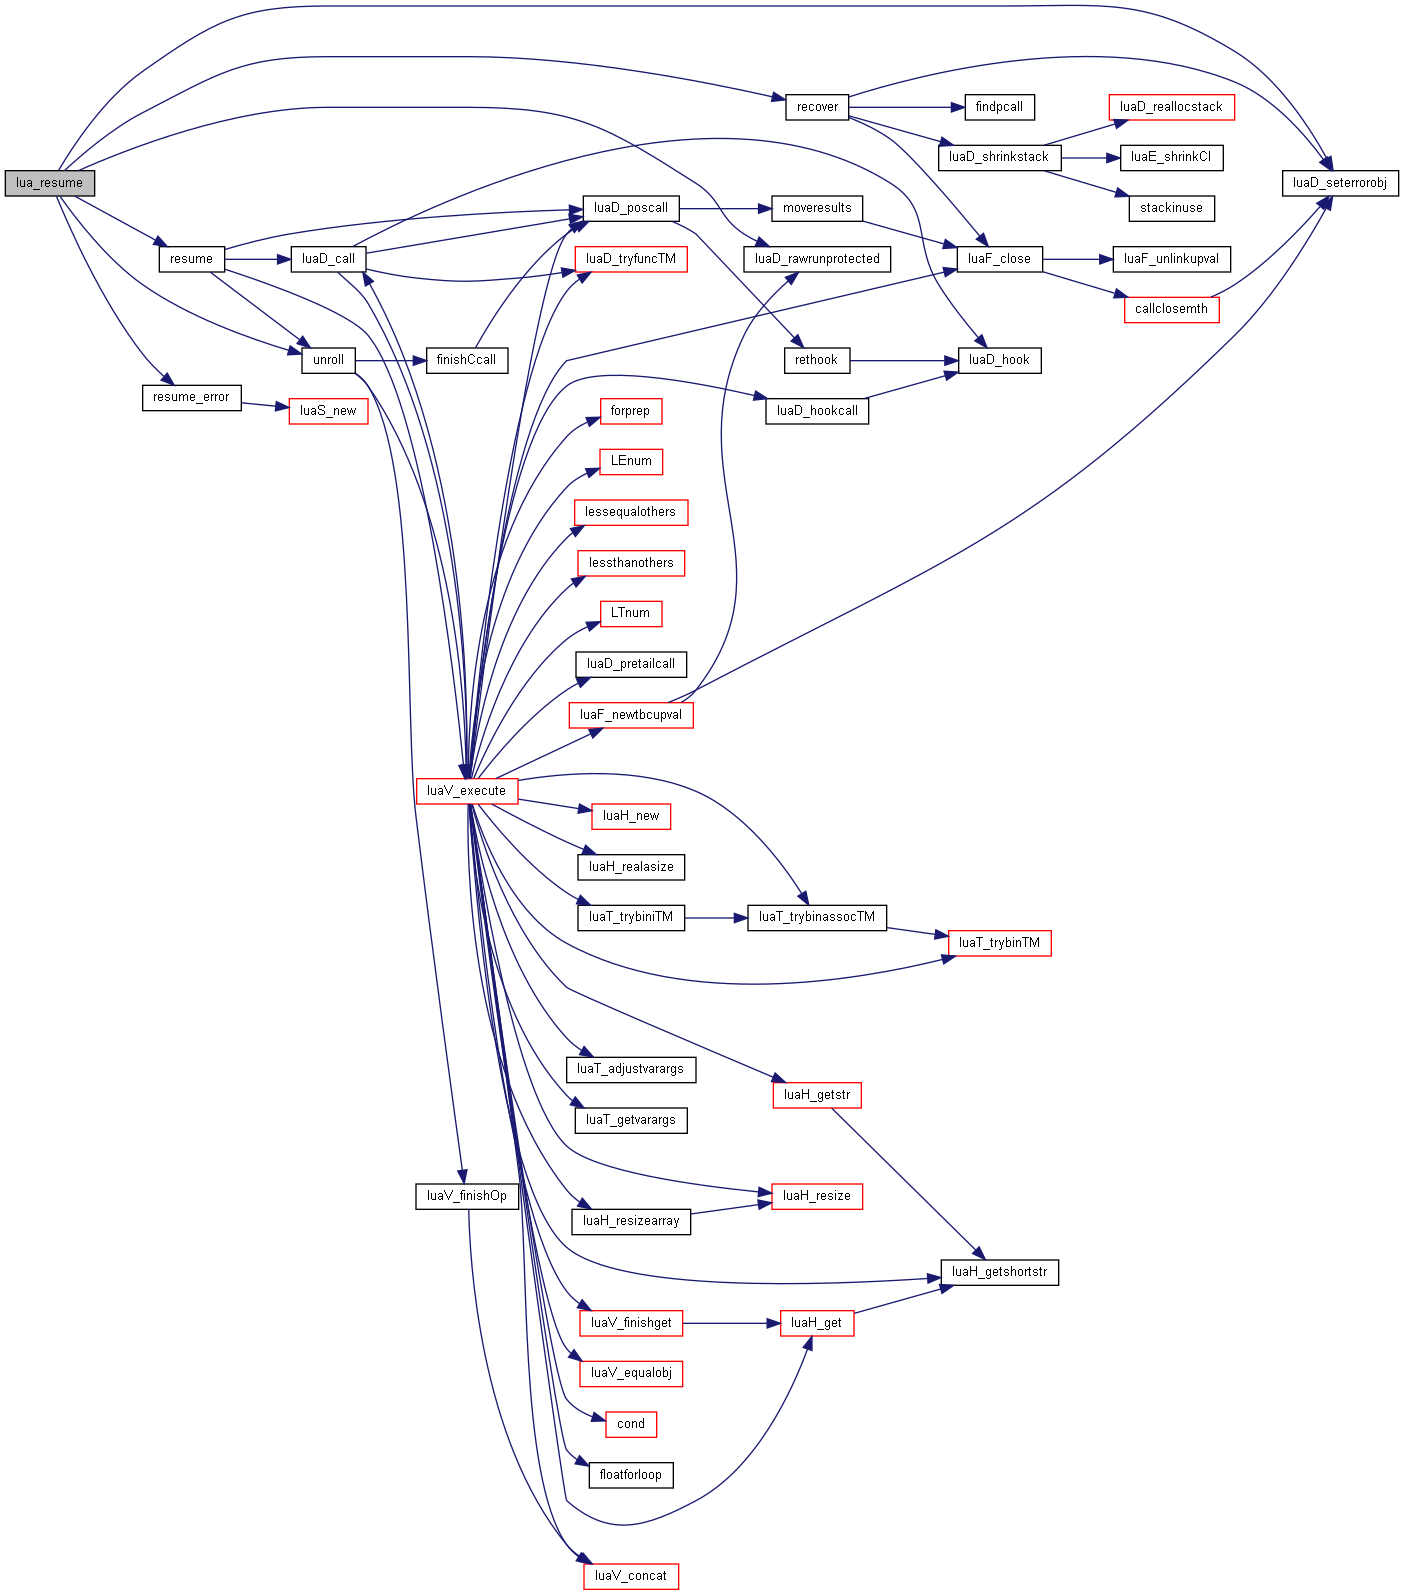 lua_resume
recover
findpcall
luaD_reallocstack
luaD_shrinkstack
luaE_shrinkCI
luaD_seterrorobj
stackinuse
luaD_poscall
moveresults
resume
luaD_call
luaD_tryfuncTM
luaD_rawrunprotected
luaF_close
luaF_unlinkupval
callclosemth
unroll
finishCcall
rethook
luaD_hook
resume_error
luaS_new
forprep
luaD_hookcall
LEnum
lessequalothers
lessthanothers
LTnum
luaD_pretailcall
luaF_newtbcupval
luaV_execute
luaH_new
luaH_realasize
luaT_trybiniTM
luaT_trybinassocTM
luaT_trybinTM
luaT_adjustvarargs
luaH_getstr
luaT_getvarargs
luaV_finishOp
luaH_resize
luaH_resizearray
luaH_getshortstr
luaV_finishget
luaH_get
luaV_equalobj
cond
floatforloop
luaV_concat